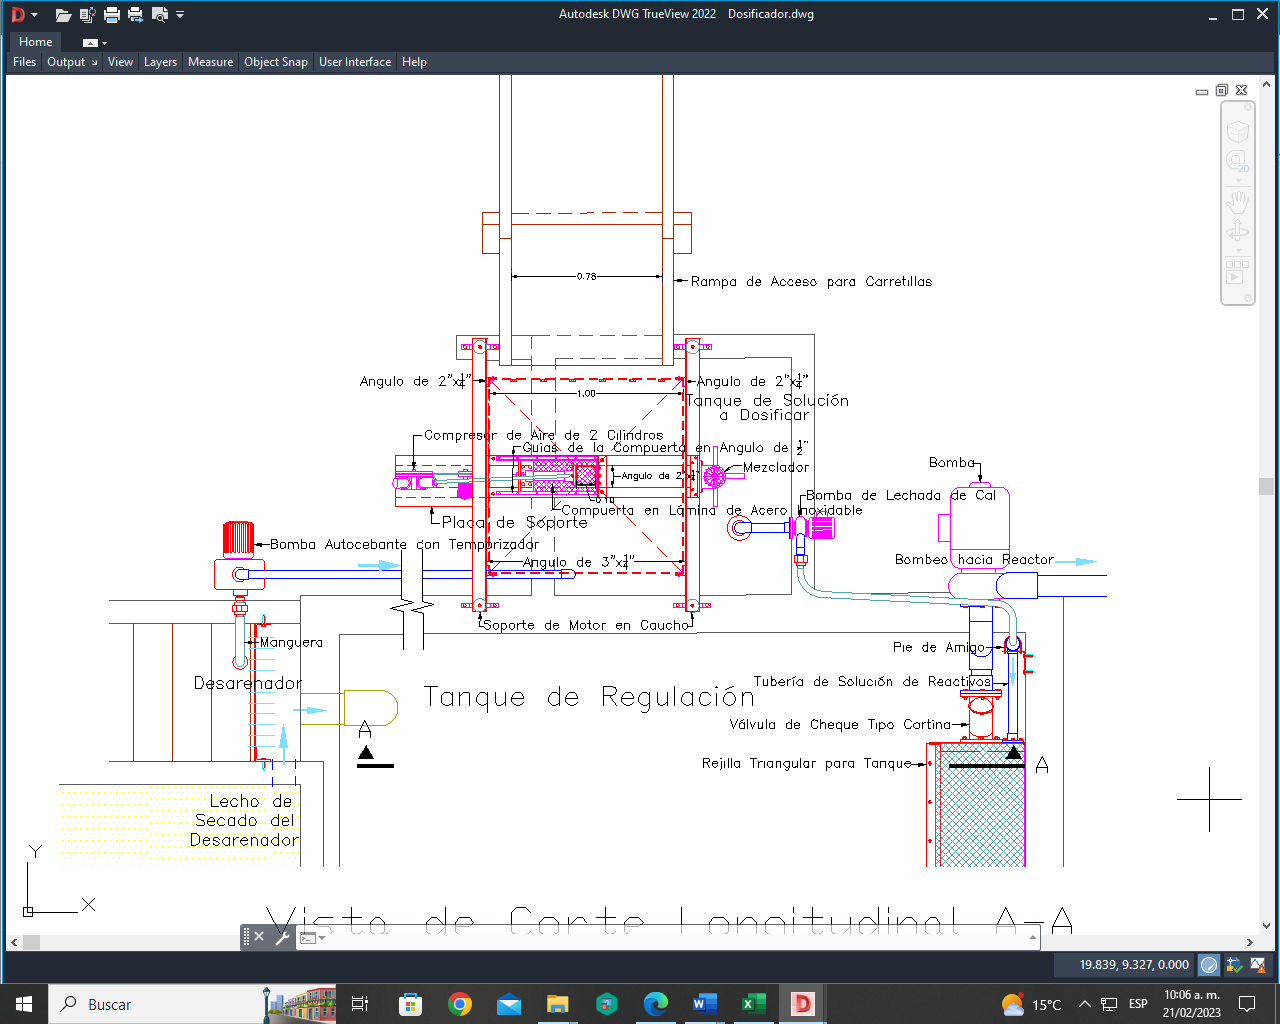 Autodesk DWG TrueView 2022 Dosificador.dwg
Home
Files Output View Layers Measure Object Snap User Interface Help
2D
0.78
Rampa de Acceso para Carretillas
Angulo de 2"x¼"
Angulo de 2"x¼"
1.00
Tanque de Solución
a Dosificar
Compresor de Aire de 2 Cilindros
Guias de la Compuerta en Angulo de ½"
Bomba
Mezclador
Angulo de 2"x¼"
Bomba de Lechada de Cal
Compuerta en Lámina de Acero Inoxidable
Placa de Soporte
Bomba Autocebante con Temporizador
Angulo de 3"x¼"
Bombeo hacia Reactor
Soporte de Motor en Caucho
Manguera
Pie de Amigo
Desarenador
Tubería de Solución de Reactivos
Tanque de Regulación
Válvula de Cheque Tipo Cortina
A
Rejilla Triangular para Tanque
A
Lecho de
Secado del
Desarenador
Y
X
Vista de Corte Longitudinal A-A
19.839, 9.327, 0.000
Buscar
15°C
ESP
10:06 a. m.
21/02/2023